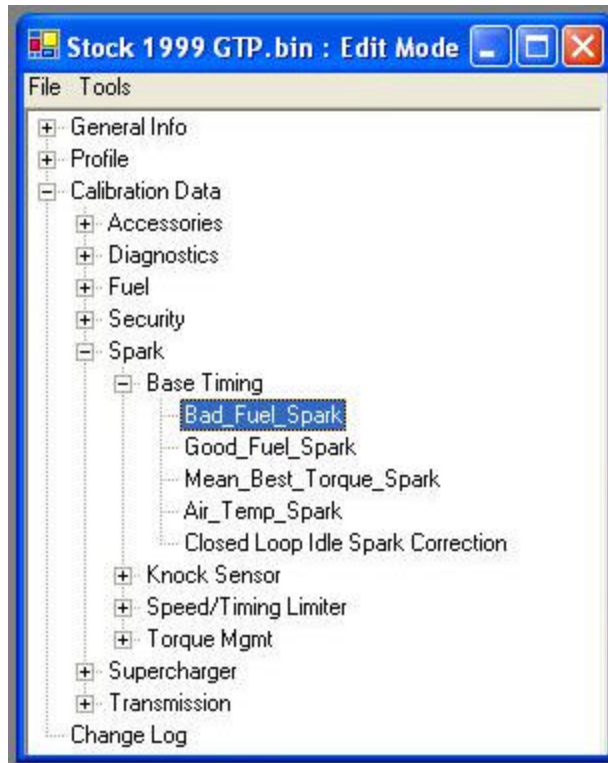 Stock 1999 GTP.bin : Edit Mode
File Tools
General Info
Profile
Calibration Data
Accessories
Diagnostics
Fuel
Security
Spark
Base Timing
Bad_Fuel_Spark
Good_Fuel_Spark
Mean_Best_Torque_Spark
Air_Temp_Spark
Closed Loop Idle Spark Correction
Knock Sensor
Speed/Timing Limiter
Torque Mgmt
Supercharger
Transmission
Change Log